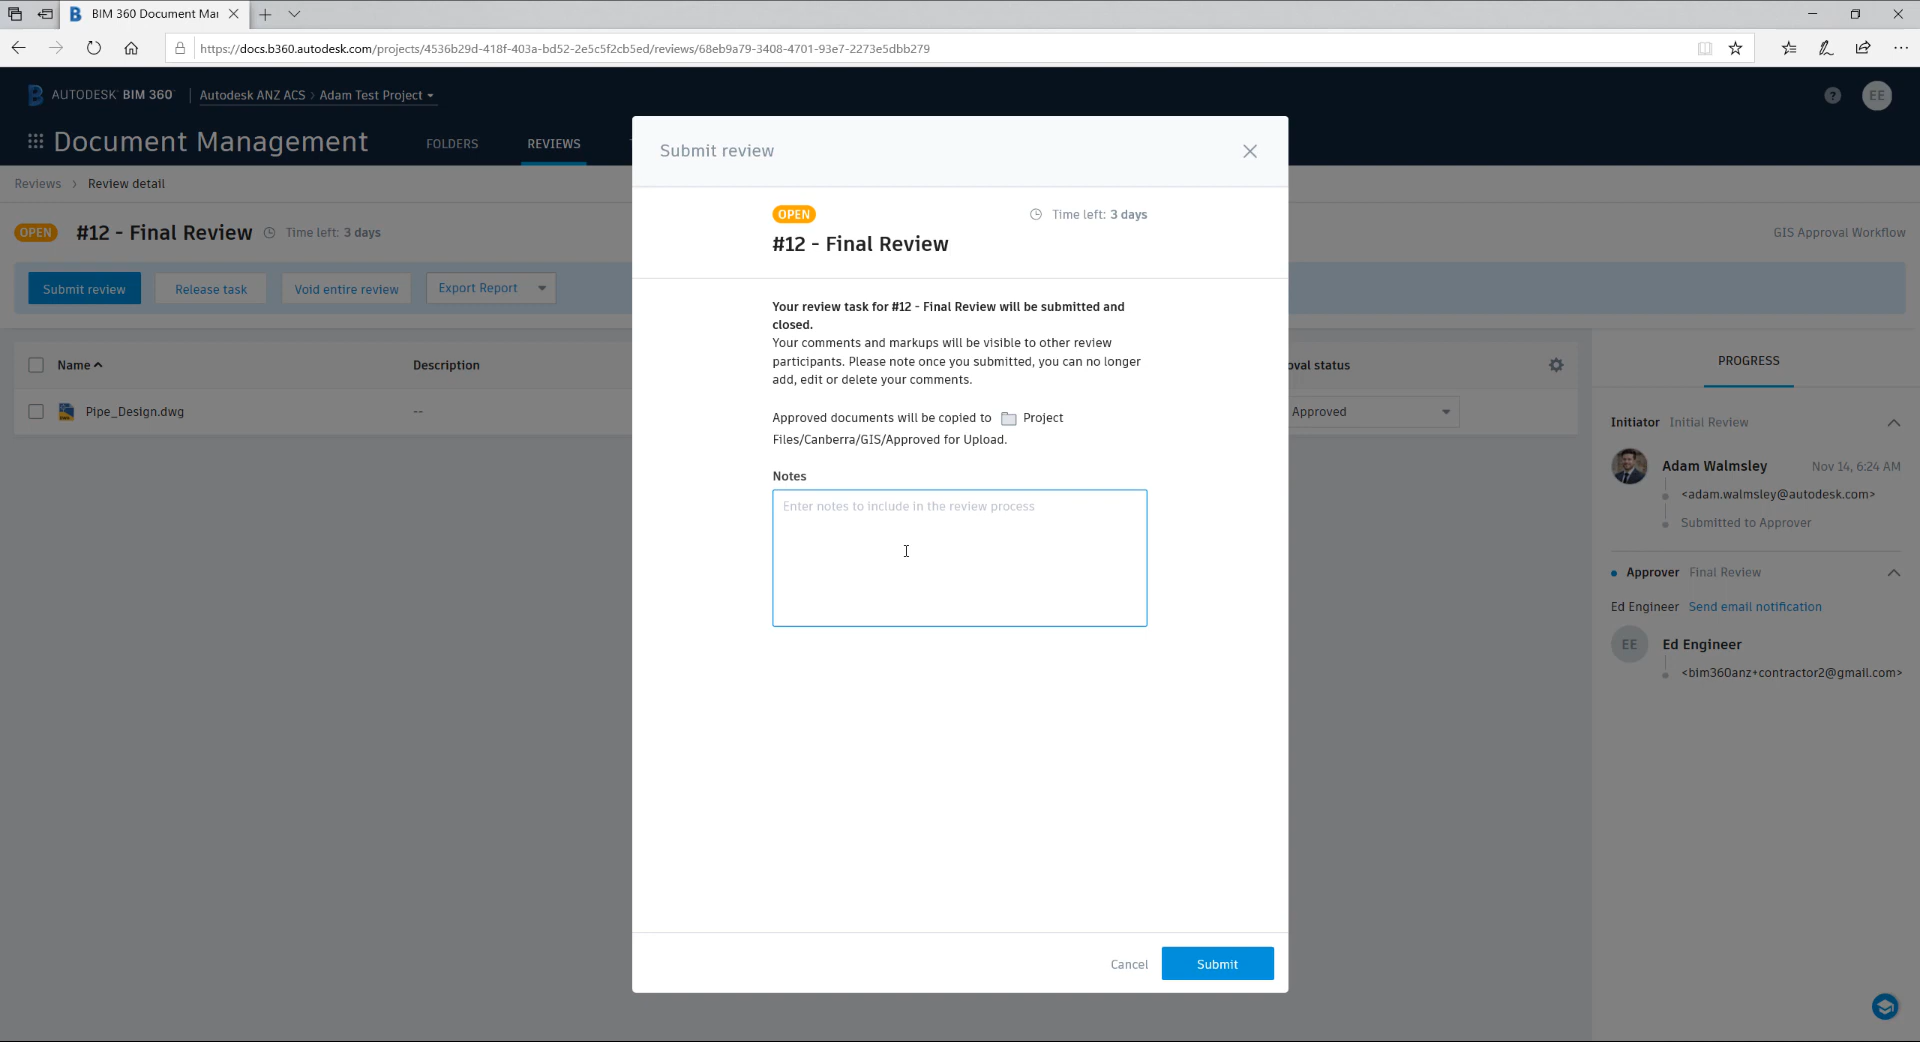 BIM 360 Document Mar
https://docs.b360.autodesk.com/projects/4536b29d-418f-403a-bd52-2e5c5f2cb5ed/reviews/68eb9a79-3408-4701-93e7-2273e5dbb279
AUTODESK BIM 360 Autodesk ANZ ACS > Adam Test Project
EE
Document Management FOLDERS REVIEWS
Reviews > Review detail
OPEN #12 - Final Review Time left: 3 days
GIS Approval Workflow
Submit review Release task Void entire review Export Report
Name Description
oval status
Pipe_Design.dwg --
Approved
Submit review
OPEN Time left: 3 days
#12 - Final Review
Your review task for #12 - Final Review will be submitted and
closed.
Your comments and markups will be visible to other review
participants. Please note once you submitted, you can no longer
add, edit or delete your comments.
Approved documents will be copied to Project
Files/Canberra/GIS/Approved for Upload.
Notes
Enter notes to include in the review process
Cancel Submit
PROGRESS
Initiator Initial Review
Adam Walmsley Nov 14, 6:24 AM
<adam.walmsley@autodesk.com>
Submitted to Approver
Approver Final Review
Ed Engineer Send email notification
EE Ed Engineer
<bim360anz+contractor2@gmail.com>